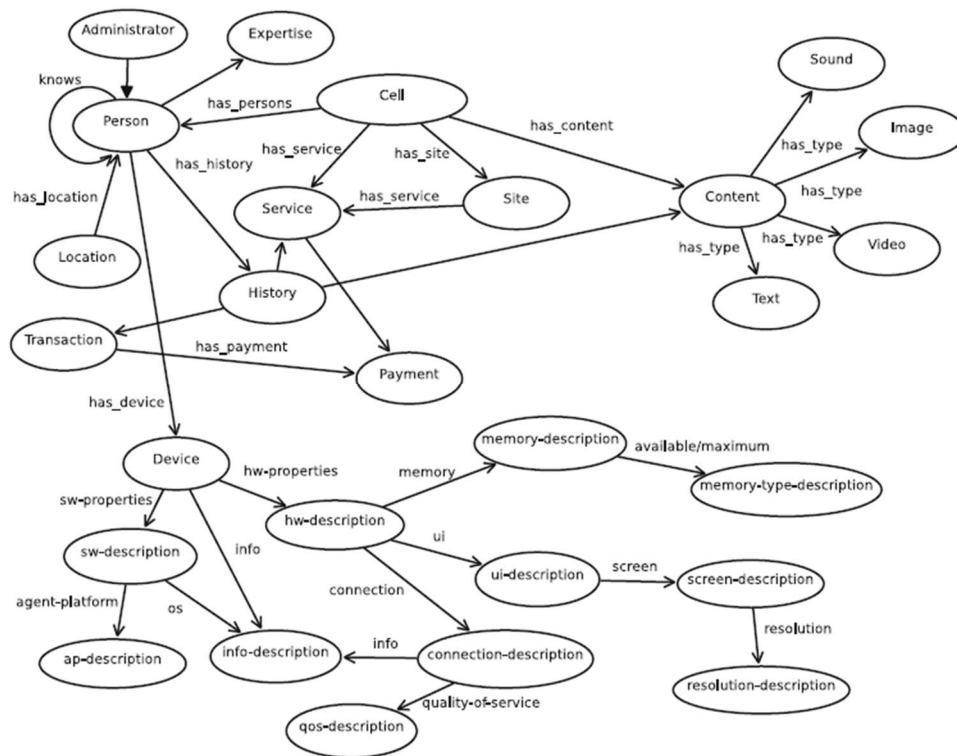 Administrator
Expertise
Sound
knows
Cell
Person
has_persons
has_content
Image
has_type
has_history
has_service
has_site
has_type
has_location
Service
has_service
Site
Content
has_type
has_type
Video
Location
History
Text
Transaction
has_payment
Payment
has_device
memory-description
available/maximum
Device
hw-properties
memory
memory-type-description
sw-properties
hw-description
sw-description
info
ui
ui-description
screen
screen-description
agent-platform
os
connection
resolution
ap-description
info-description
info
connection-description
resolution-description
quality-of-service
qos-description